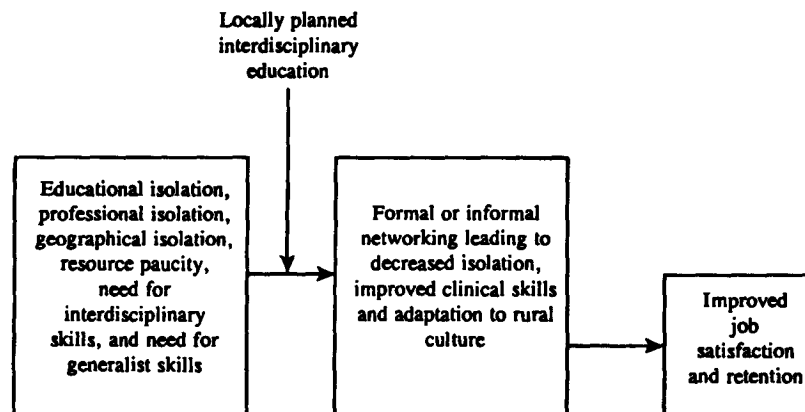 Locally planned
interdisciplinary
education
Educational isolation,
professional isolation,
geographical isolation,
resource paucity,
need for
interdisciplinary
skills, and need for
generalist skills
Formal or informal
networking leading to
decreased isolation,
improved clinical skills
and adaptation to rural
culture
Improved
job
satisfaction
and retention